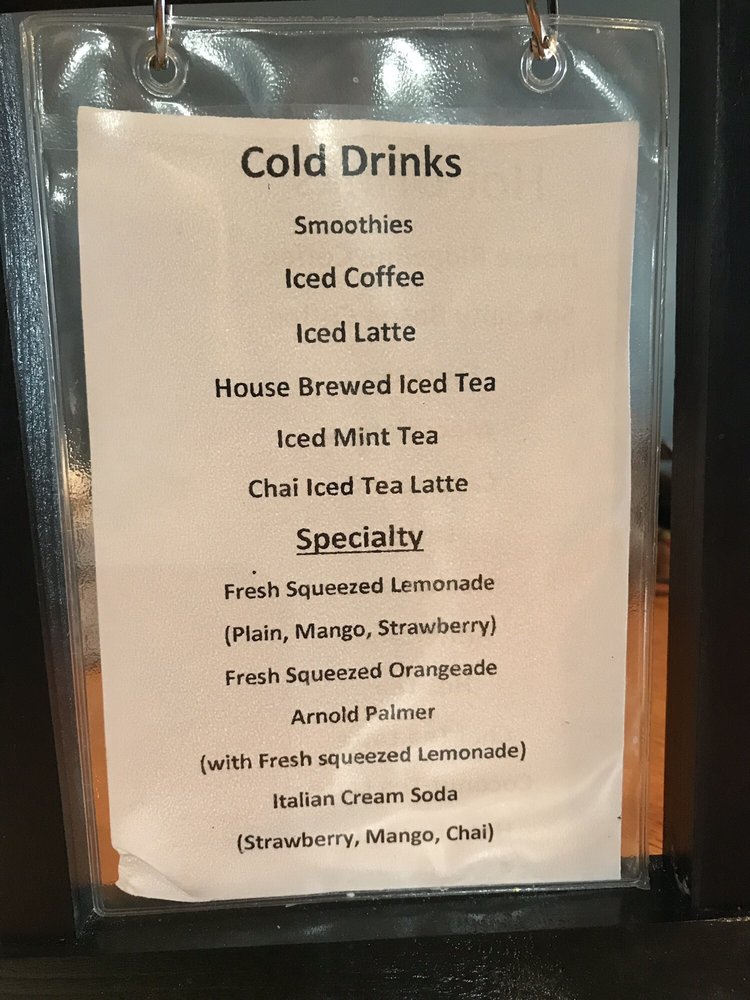 Cold Drinks
Smoothies
Iced Coffee
Iced Latte
House Brewed Iced Tea
Iced Mint Tea
Chai Iced Tea Latte
Specialty
Fresh Squeezed Lemonade
(Plain, Mango, Strawberry)
Fresh Squeezed Orangeade
Arnold Palmer
(with Fresh squeezed Lemonade)
Italian Cream Soda
(Strawberry, Mango, Chai)